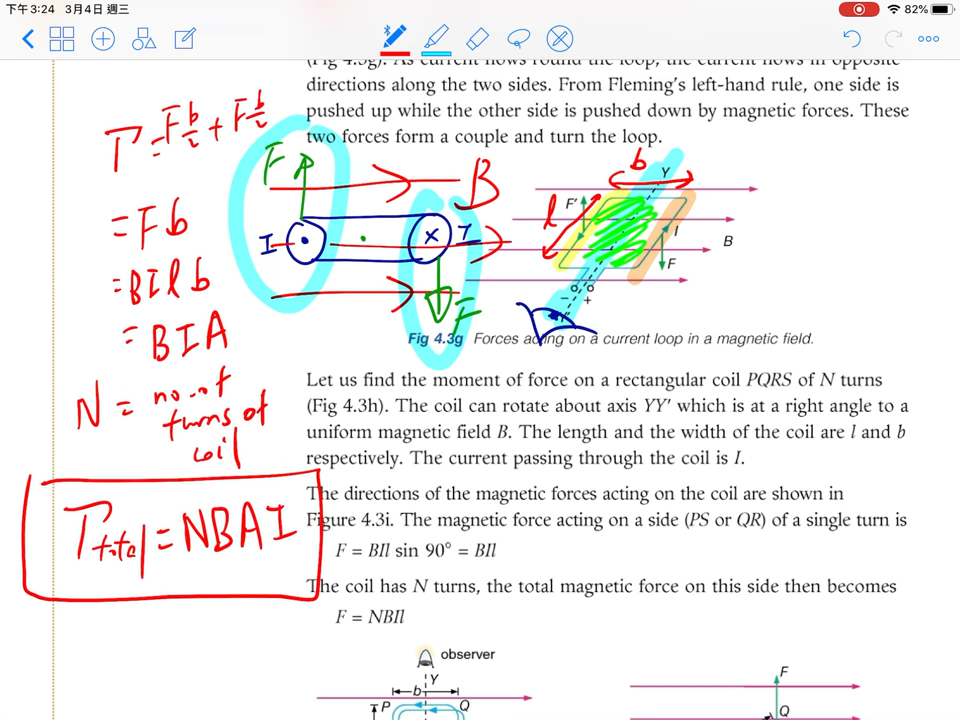 下午 3:24 3月4日 週三
82%
(Fig 4.3g). As current flows round the loop, the current flows in opposite
directions along the two sides. From Fleming's left-hand rule, one side is
pushed up while the other side is pushed down by magnetic forces. These
two forces form a couple and turn the loop.
Γ = F b/2 + F b/2
= Fb
= BIlb
= BIA
N = no. of
turns of
coil
Γtotal = NBAI
F
B
I
I
F
b
Y
l
F'
I
B
F
− +
Fig 4.3g Forces acting on a current loop in a magnetic field.
Let us find the moment of force on a rectangular coil PQRS of N turns
(Fig 4.3h). The coil can rotate about axis YY' which is at a right angle to a
uniform magnetic field B. The length and the width of the coil are l and b
respectively. The current passing through the coil is I.
The directions of the magnetic forces acting on the coil are shown in
Figure 4.3i. The magnetic force acting on a side (PS or QR) of a single turn is
F = BIl sin 90° = BIl
The coil has N turns, the total magnetic force on this side then becomes
F = NBIl
observer
Y
b
P
Q
F
Q